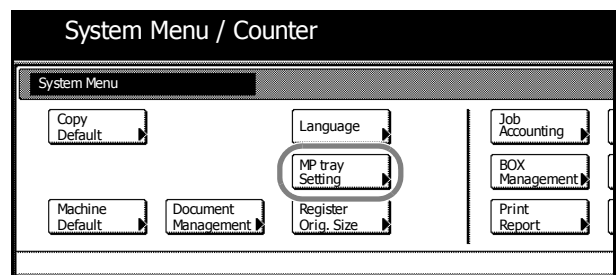 System Menu / Counter
System Menu
Copy
Default
Language
Job
Accounting
MP tray
Setting
BOX
Management
Machine
Default
Document
Management
Register
Orig. Size
Print
Report